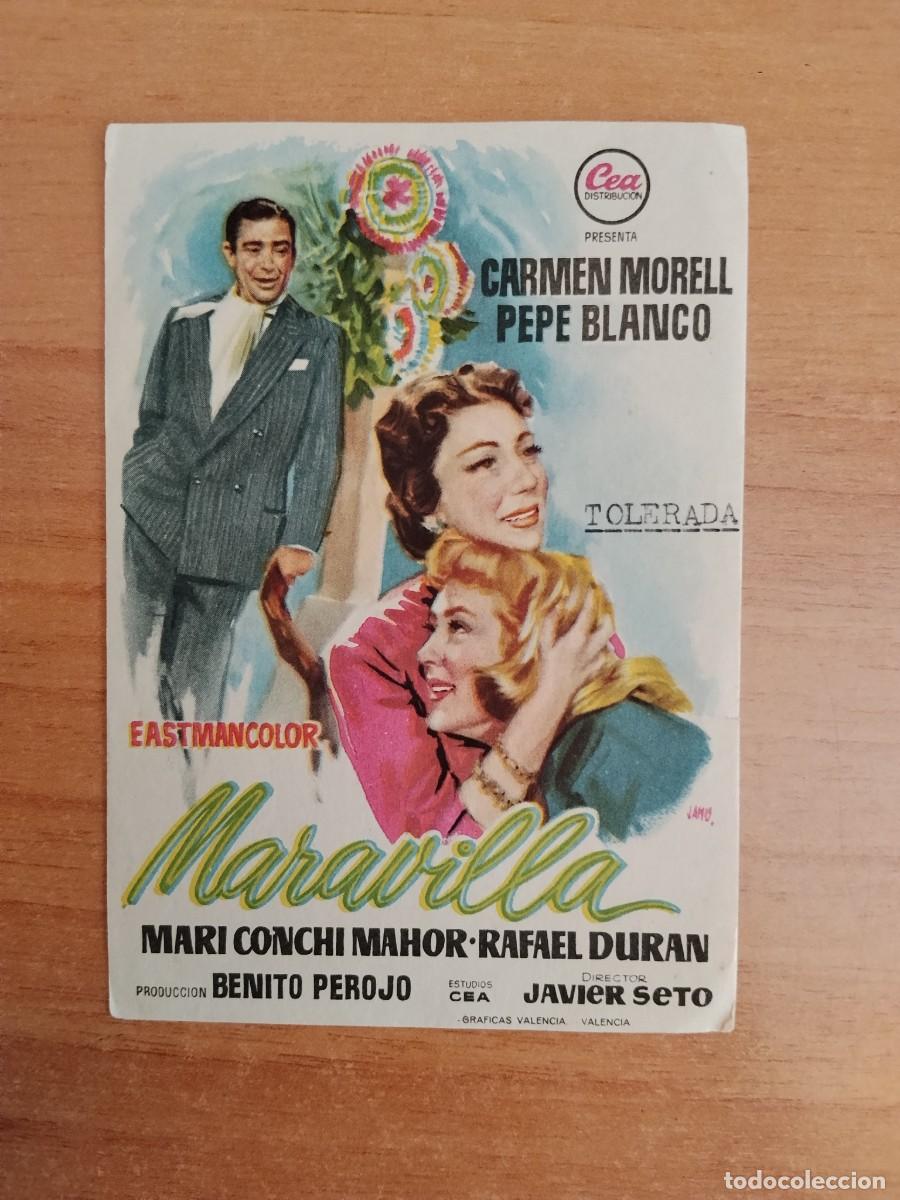 Cea
DISTRIBUCION
PRESENTA
CARMEN MORELL
PEPE BLANCO
TOLERADA
EASTMANCOLOR
JANO.
Maravilla
MARI CONCHI MAHOR·RAFAEL DURAN
PRODUCCION BENITO PEROJO
ESTUDIOS
CEA
DIRECTOR
JAVIER SETO
-GRAFICAS VALENCIA. VALENCIA
todocoleccion